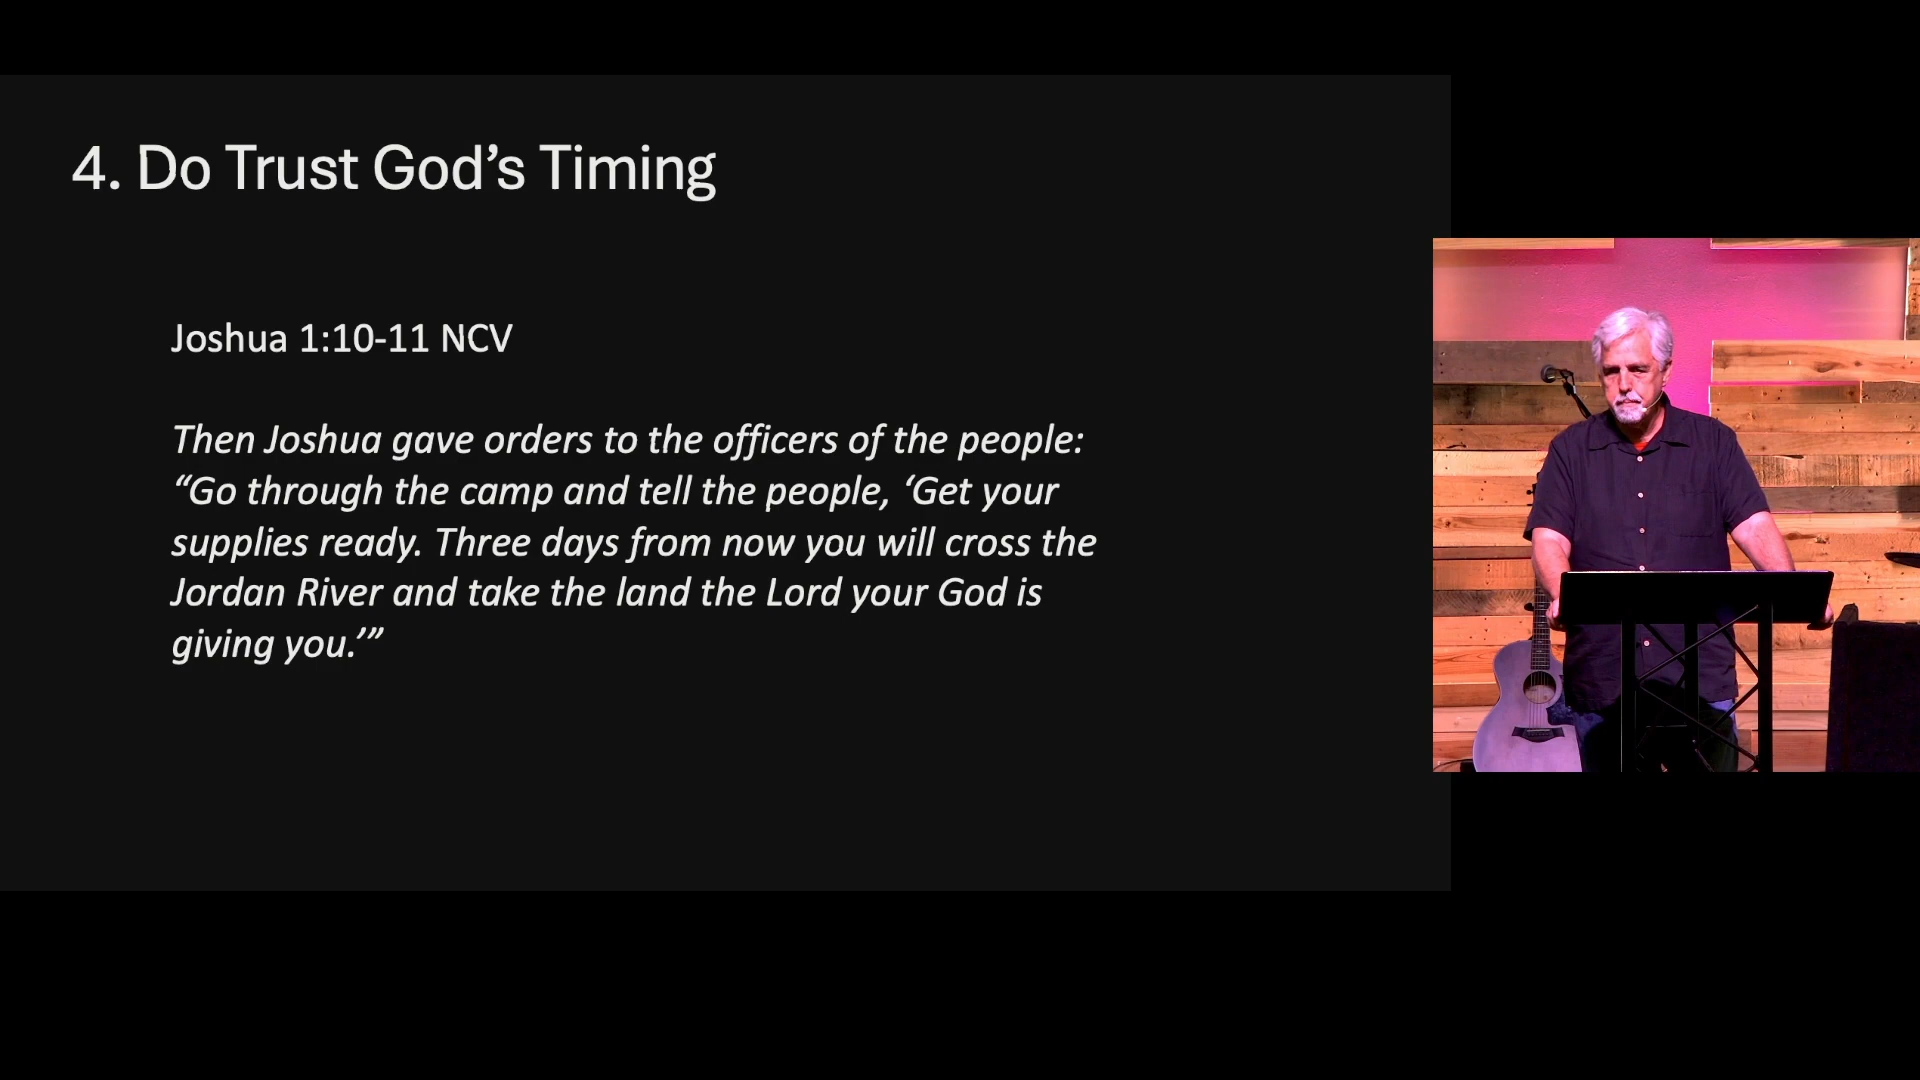 4. Do Trust God’s Timing
Joshua 1:10-11 NCV
Then Joshua gave orders to the officers of the people:
“Go through the camp and tell the people, ‘Get your
supplies ready. Three days from now you will cross the
Jordan River and take the land the Lord your God is
giving you.’”